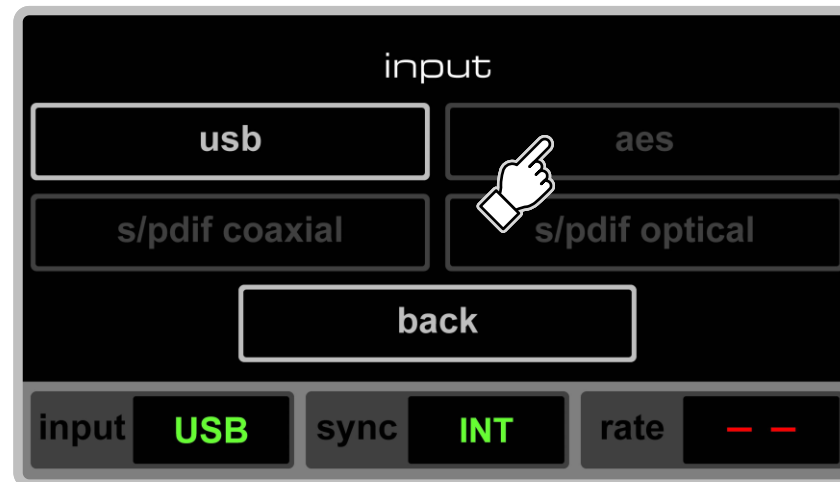 input
usb
aes
s/pdif coaxial
s/pdif optical
back
input USB sync INT rate – –